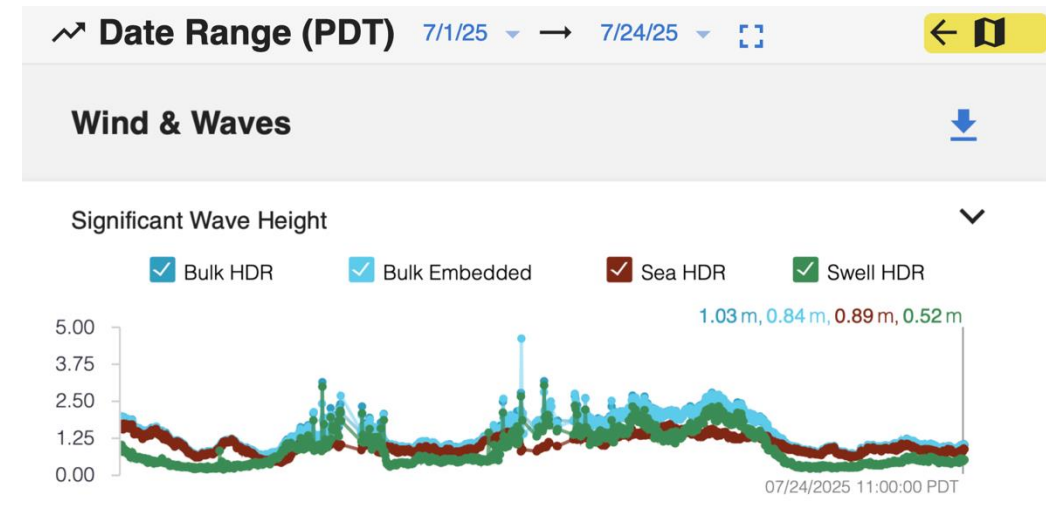 Date Range (PDT) 7/1/25 → 7/24/25
Wind & Waves
Significant Wave Height
Bulk HDR Bulk Embedded Sea HDR Swell HDR
1.03 m, 0.84 m, 0.89 m, 0.52 m
5.00
3.75
2.50
1.25
0.00
07/24/2025 11:00:00 PDT